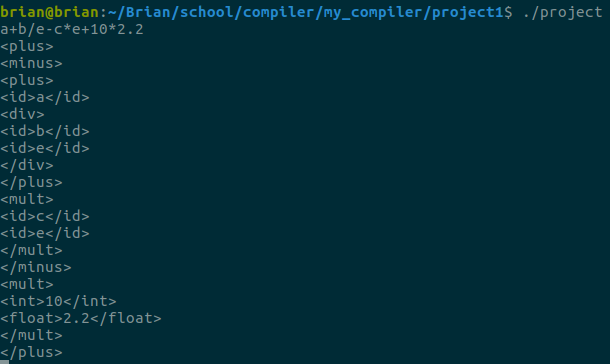 brian@brian:~/Brian/school/compiler/my_compiler/project1$ ./project
a+b/e-c*e+10*2.2
<plus>
<minus>
<plus>
<id>a</id>
<div>
<id>b</id>
<id>e</id>
</div>
</plus>
<mult>
<id>c</id>
<id>e</id>
</mult>
</minus>
<mult>
<int>10</int>
<float>2.2</float>
</mult>
</plus>